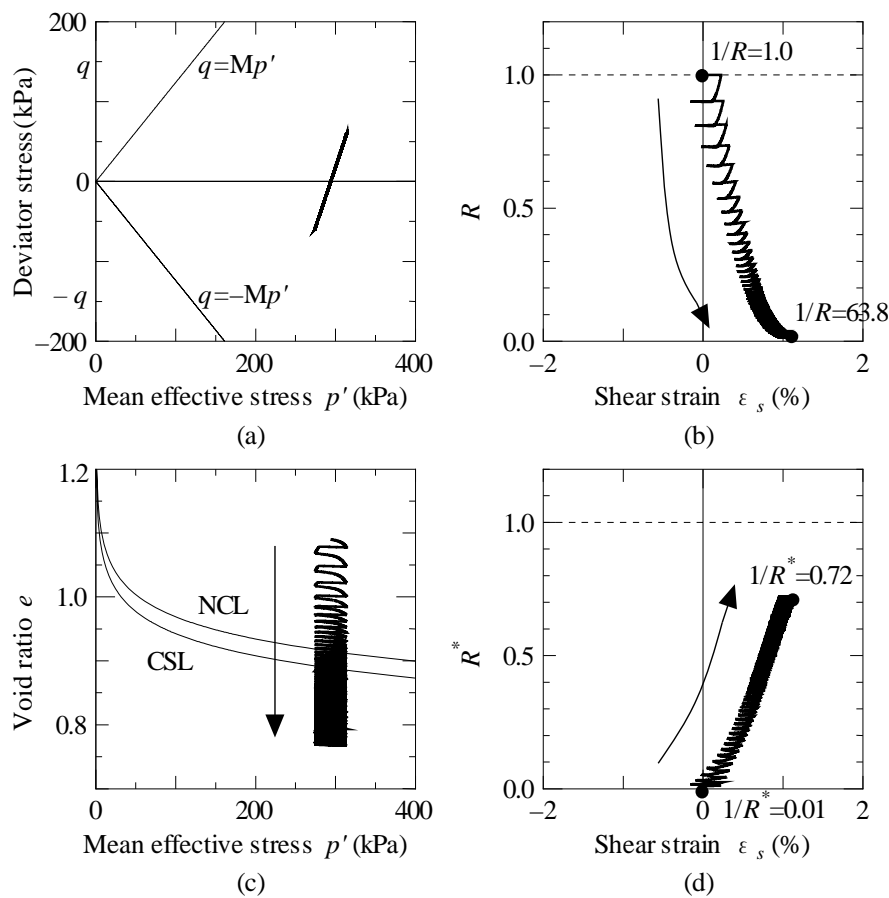 200
q
q=Mp′
0
−q
q=−Mp′
−200
Deviator stress (kPa)
0 200 400
Mean effective stress p′ (kPa)
(a)
1/R=1.0
1.0
R
0.5
1/R=63.8
0.0
−2 0 2
Shear strain ε s (%)
(b)
1.2
1.0
NCL
CSL
0.8
Void ratio e
0 200 400
Mean effective stress p′ (kPa)
(c)
1.0
1/R*=0.72
R*
0.5
0.0
1/R*=0.01
−2 0 2
Shear strain ε s (%)
(d)